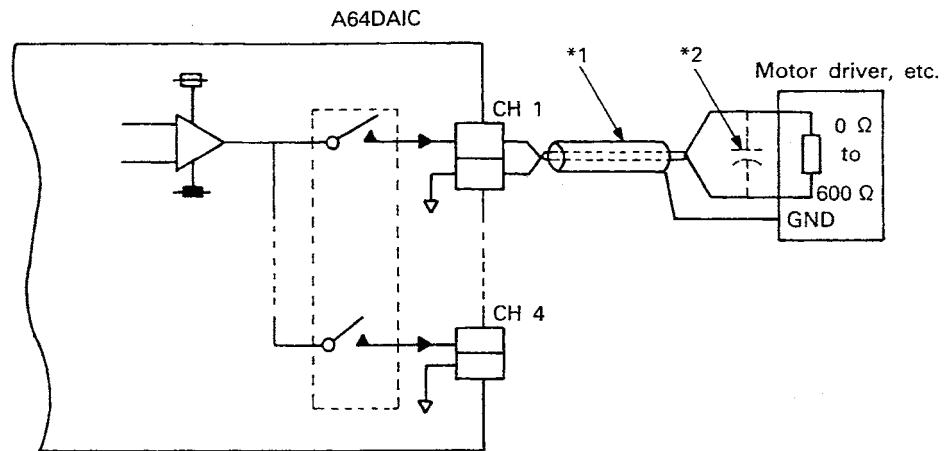 A64DAIC
*1
*2
Motor driver, etc.
CH 1
0 Ω
to
600 Ω
GND
CH 4